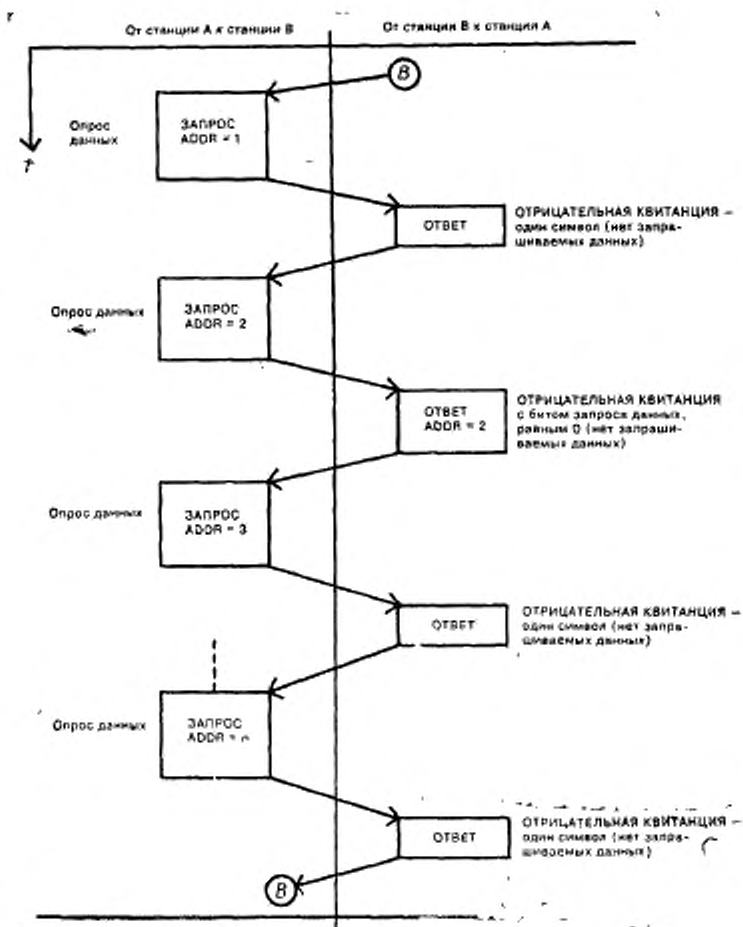 От станции А к станции В
От станции В к станции А
В
Опрос
данных
ЗАПРОС
ADDR = 1
t
ОТВЕТ
ОТРИЦАТЕЛЬНАЯ КВИТАНЦИЯ –
один символ (нет запра-
шиваемых данных)
Опрос данных
ЗАПРОС
ADDR = 2
ОТВЕТ
ADDR = 2
ОТРИЦАТЕЛЬНАЯ КВИТАНЦИЯ
с битом запроса данных,
равным 0 (нет запраши-
ваемых данных)
Опрос данных
ЗАПРОС
ADDR = 3
ОТВЕТ
ОТРИЦАТЕЛЬНАЯ КВИТАНЦИЯ –
один символ (нет запра-
шиваемых данных)
Опрос данных
ЗАПРОС
ADDR = n
ОТВЕТ
ОТРИЦАТЕЛЬНАЯ КВИТАНЦИЯ –
один символ (нет запра-
шиваемых данных)
В